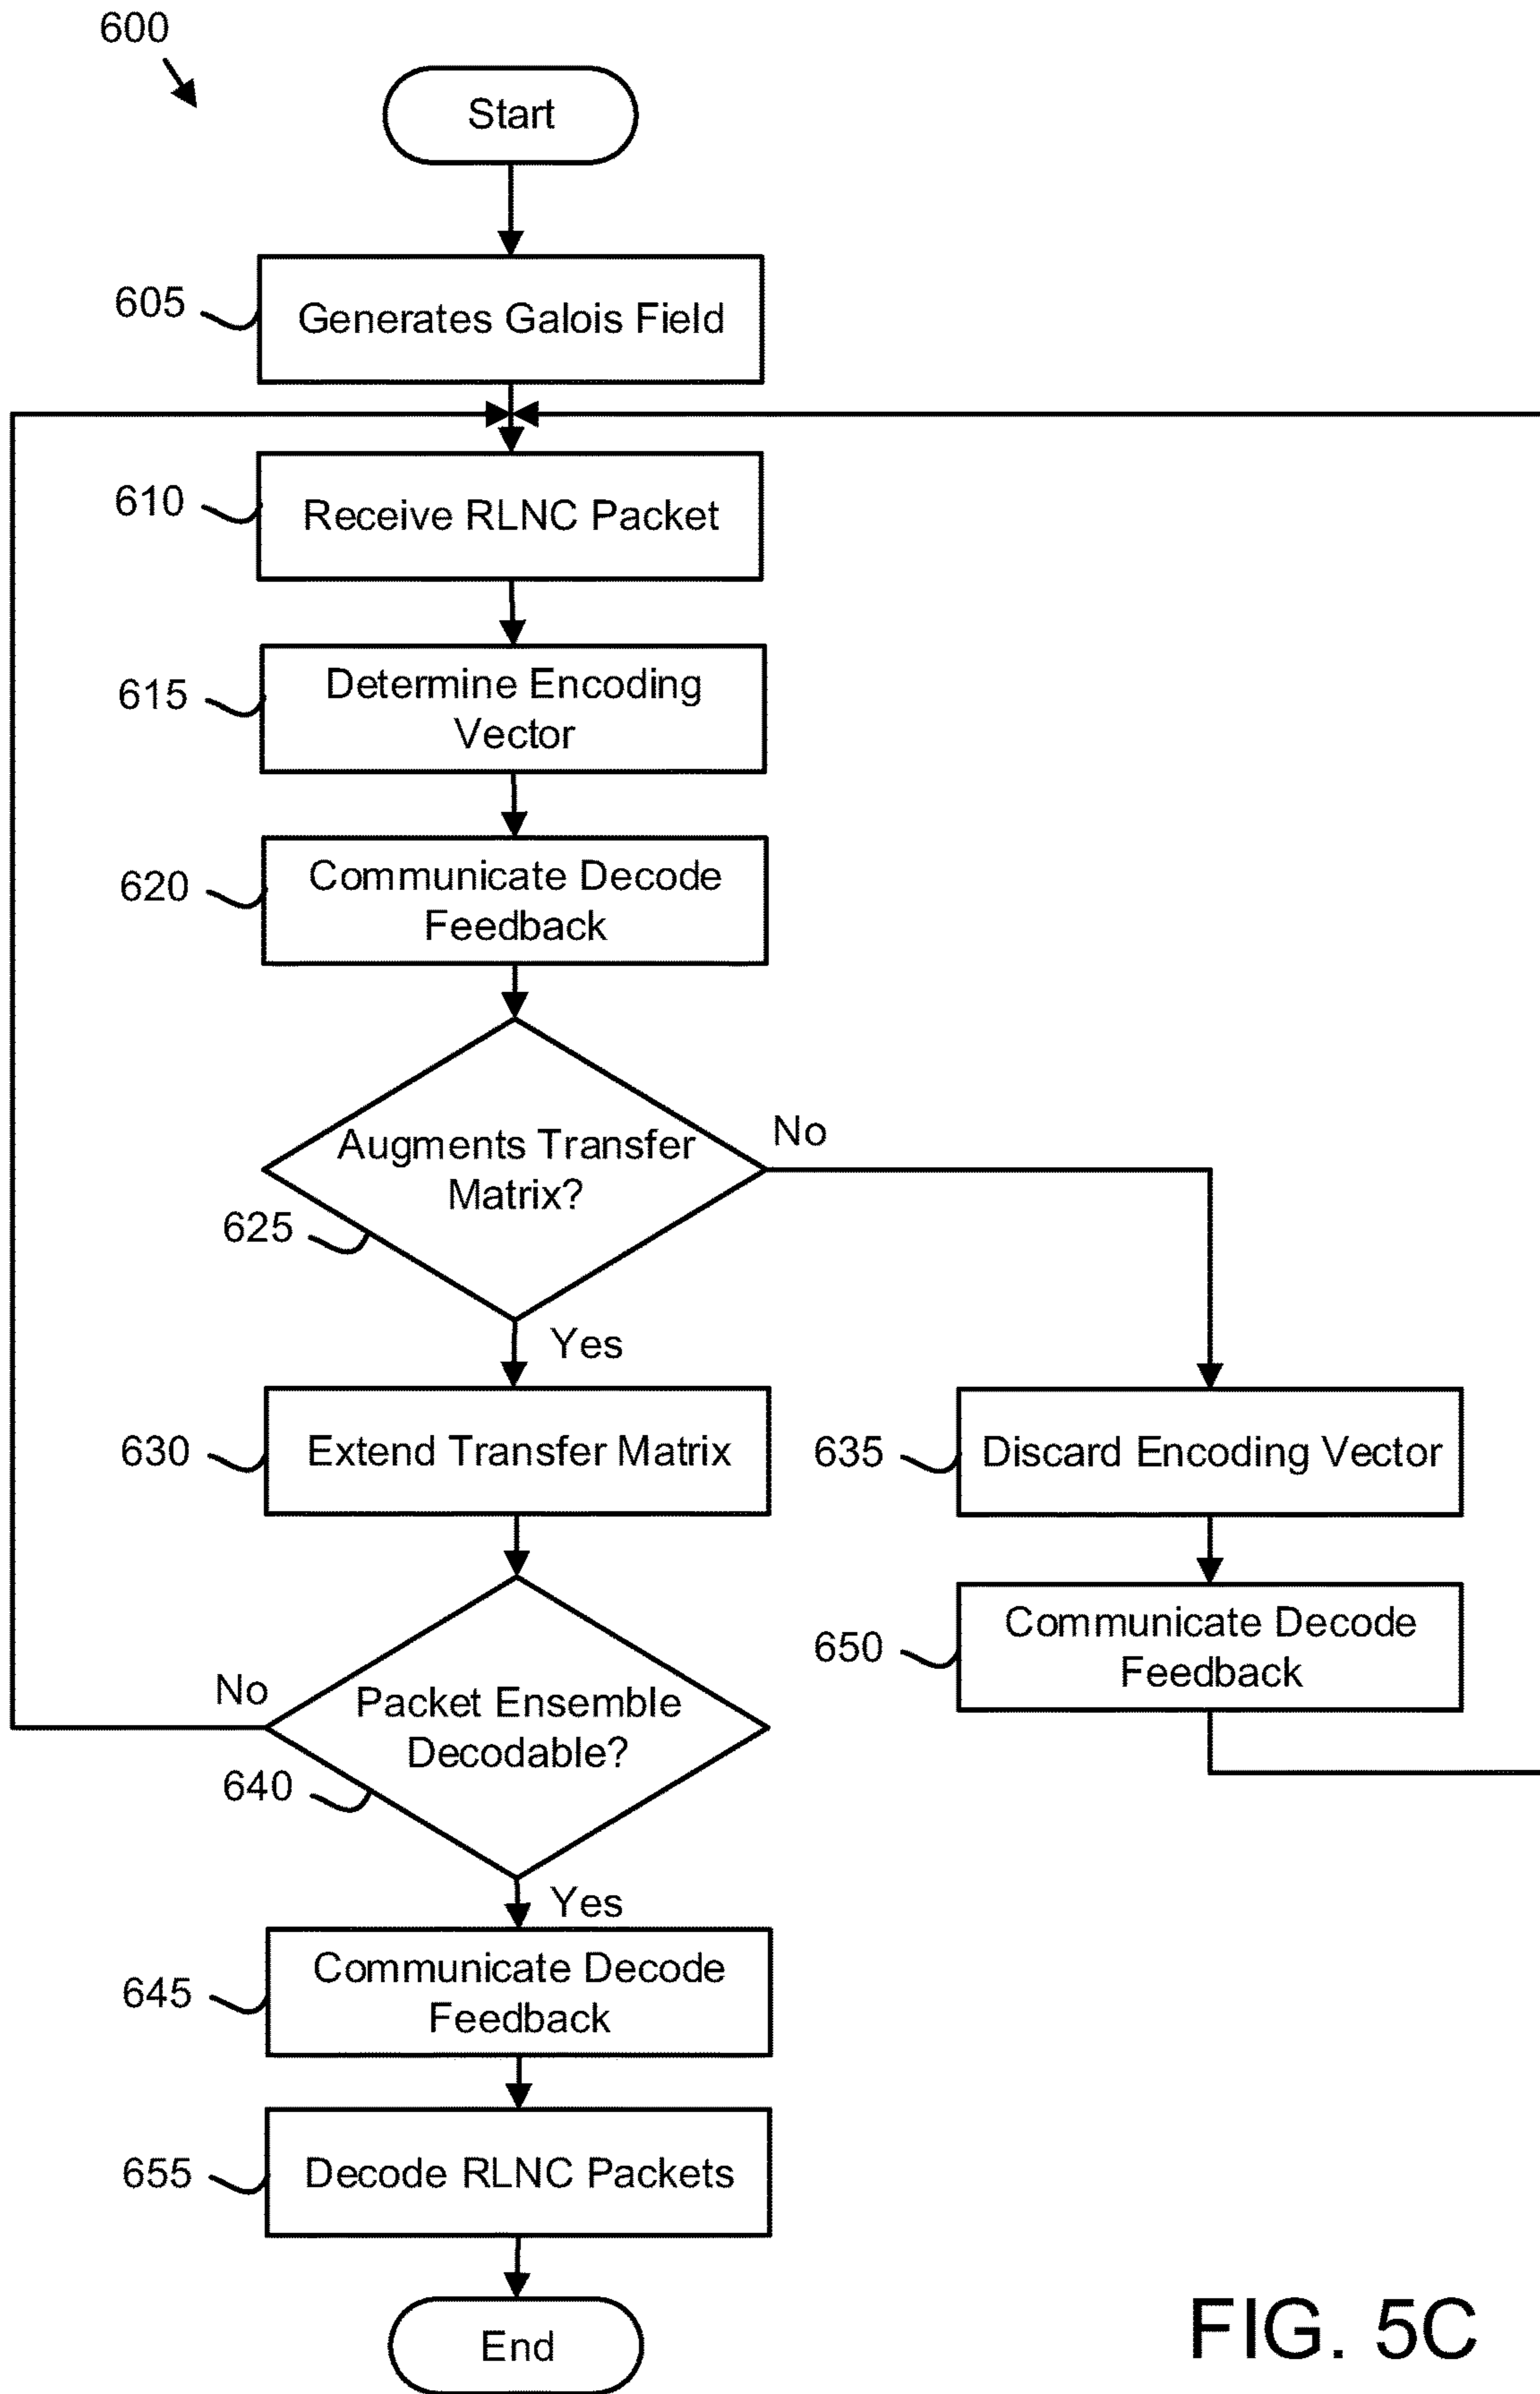 600
Start
605
Generates Galois Field
610
Receive RLNC Packet
615
Determine Encoding
Vector
620
Communicate Decode
Feedback
Augments Transfer
Matrix?
No
625
Yes
630
Extend Transfer Matrix
635
Discard Encoding Vector
650
Communicate Decode
Feedback
No
Packet Ensemble
Decodable?
640
Yes
645
Communicate Decode
Feedback
655
Decode RLNC Packets
End
FIG. 5C